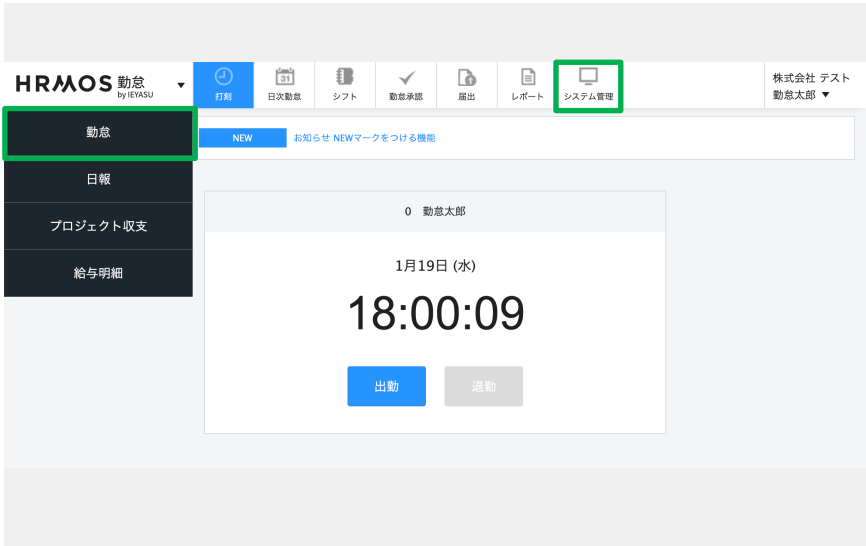 HRMOS 勤怠
by IEYASU
打刻
31
日次勤怠
シフト
勤怠承認
届出
レポート
システム管理
株式会社 テスト
勤怠太郎 ▼
勤怠
日報
プロジェクト収支
給与明細
NEW お知らせ NEWマークをつける機能
0 勤怠太郎
1月19日 (水)
18:00:09
出勤 退勤